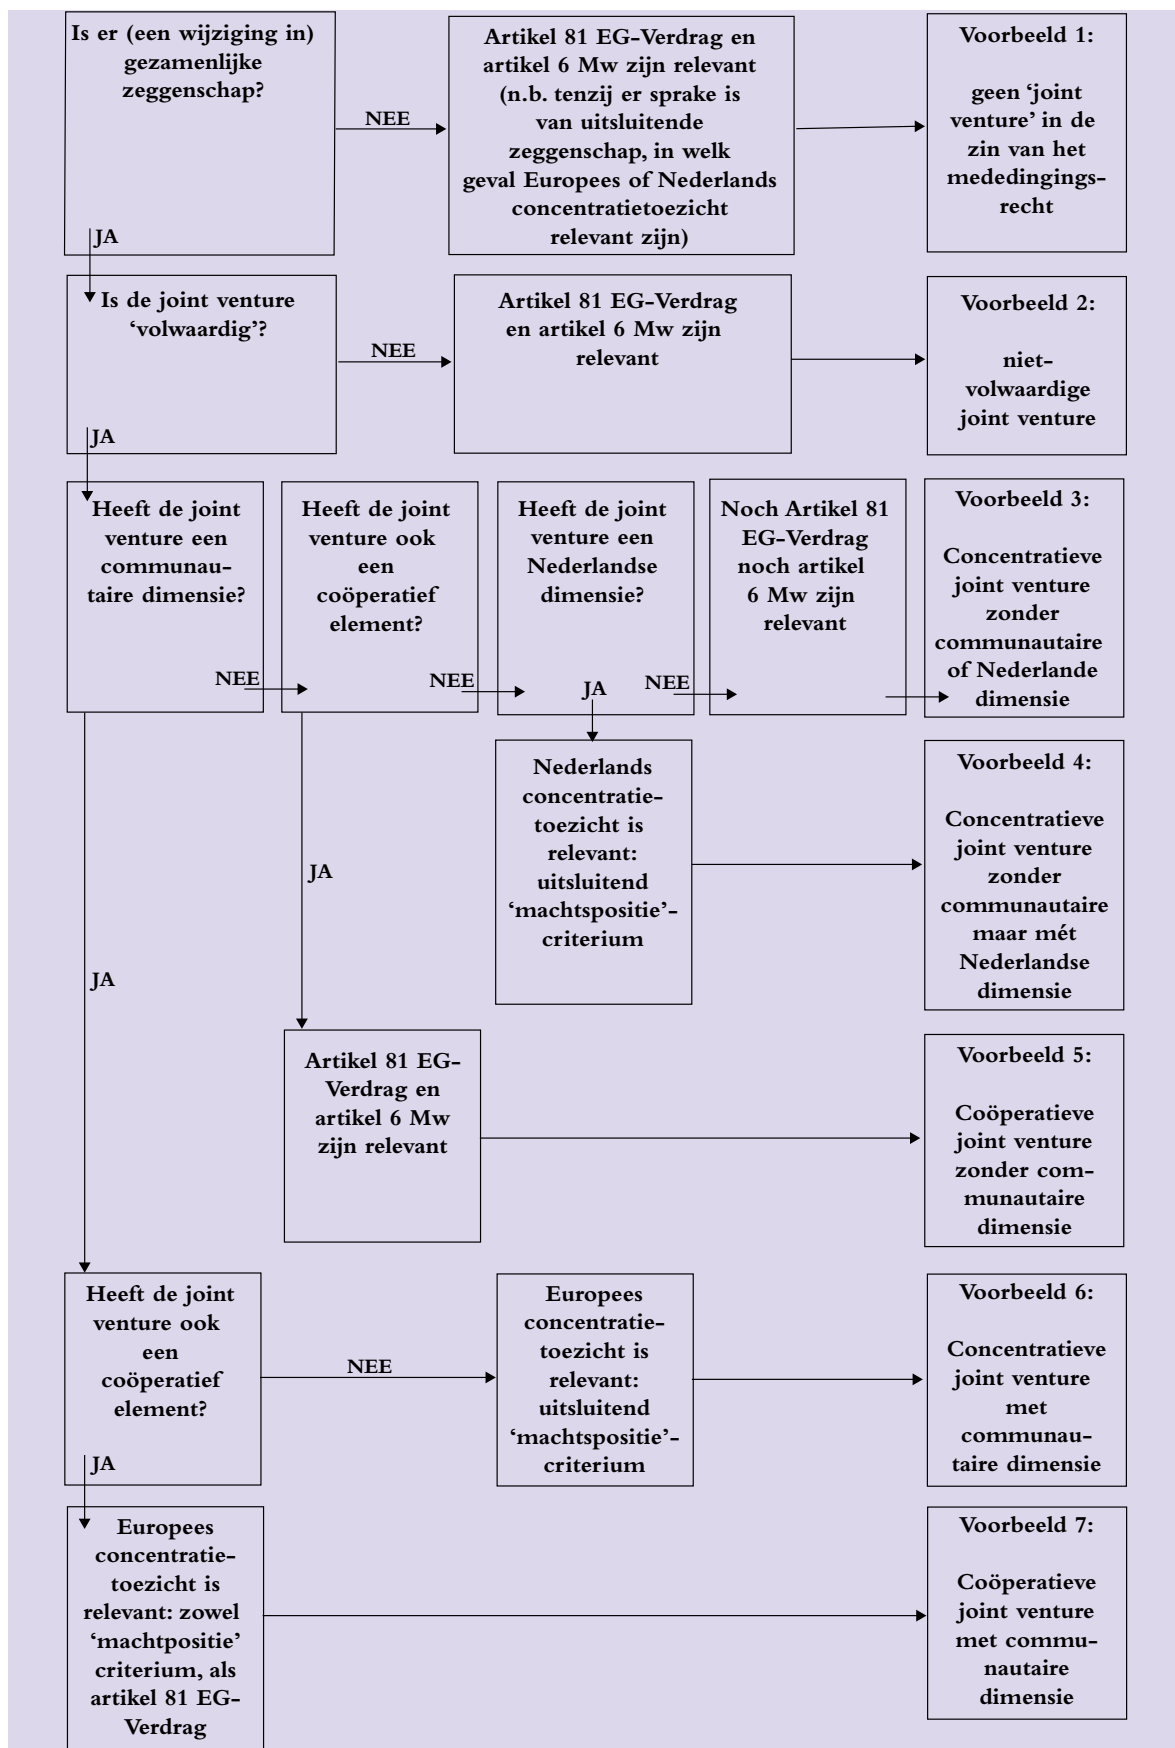 Is er (een wijziging in)
gezamenlijke
zeggenschap?
NEE
JA
Artikel 81 EG-Verdrag en
artikel 6 Mw zijn relevant
(n.b. tenzij er sprake is
van uitsluitende
zeggenschap, in welk
geval Europees of Nederlands
concentratietoezicht
relevant zijn)
Voorbeeld 1:
geen ‘joint
venture’ in de
zin van het
mededingings-
recht
Is de joint venture
‘volwaardig’?
NEE
JA
Artikel 81 EG-Verdrag
en artikel 6 Mw zijn
relevant
Voorbeeld 2:
niet-
volwaardige
joint venture
Heeft de joint
venture een
communau-
taire dimensie?
NEE
JA
Heeft de joint
venture ook
een
coöperatief
element?
NEE
JA
Heeft de joint
venture een
Nederlandse
dimensie?
JA
NEE
Noch Artikel 81
EG-Verdrag
noch artikel
6 Mw zijn
relevant
Voorbeeld 3:
Concentratieve
joint venture
zonder
communautaire
of Nederlande
dimensie
Nederlands
concentratie-
toezicht is
relevant:
uitsluitend
‘machtspositie’-
criterium
Voorbeeld 4:
Concentratieve
joint venture
zonder
communautaire
maar mét
Nederlandse
dimensie
Artikel 81 EG-
Verdrag en
artikel 6 Mw
zijn relevant
Voorbeeld 5:
Coöperatieve
joint venture
zonder com-
munautaire
dimensie
Heeft de joint
venture ook
een
coöperatief
element?
NEE
JA
Europees
concentratie-
toezicht is
relevant:
uitsluitend
‘machtspositie’-
criterium
Voorbeeld 6:
Concentratieve
joint venture
met
communau-
taire dimensie
Europees
concentratie-
toezicht is
relevant: zowel
‘machtpositie’
criterium, als
artikel 81 EG-
Verdrag
Voorbeeld 7:
Coöperatieve
joint venture
met commu-
nautaire
dimensie